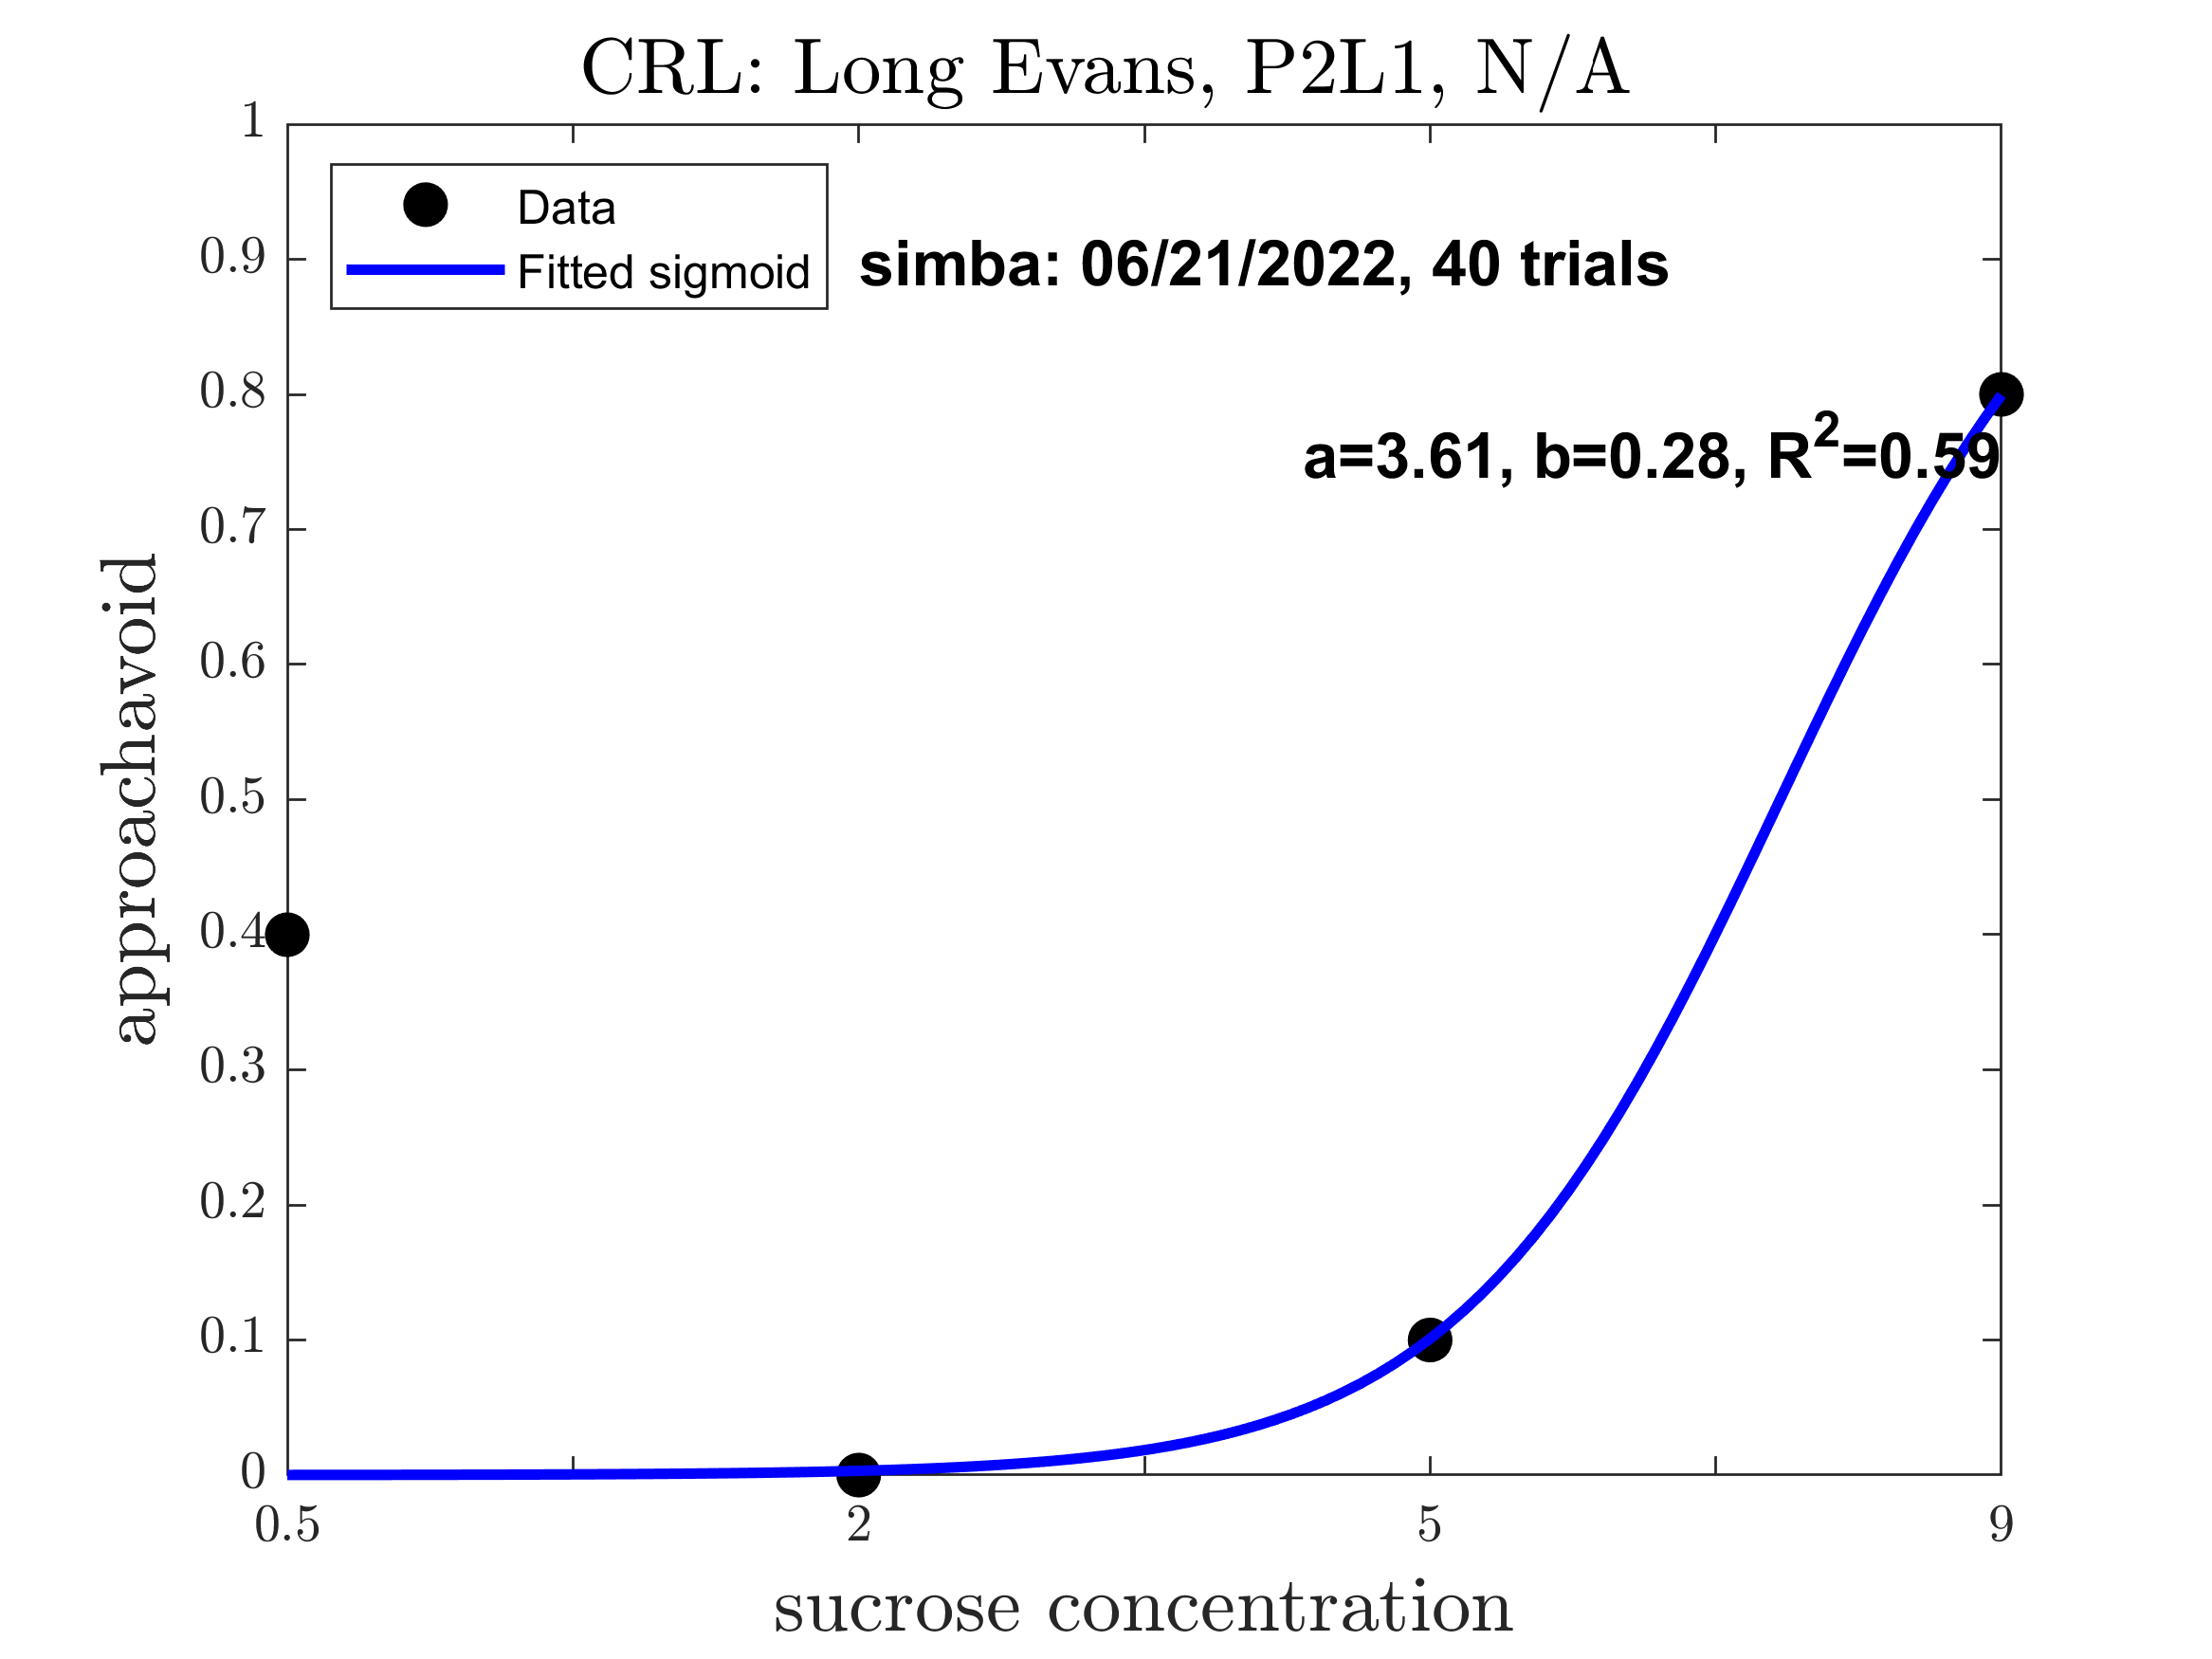 CRL: Long Evans, P2L1, N/A
1
0.9
0.8
0.7
0.6
0.5
0.4
0.3
0.2
0.1
0
Data
Fitted sigmoid
simba: 06/21/2022, 40 trials
a=3.61, b=0.28, R²=0.59
approachavoid
0.5 2 5 9
sucrose concentration